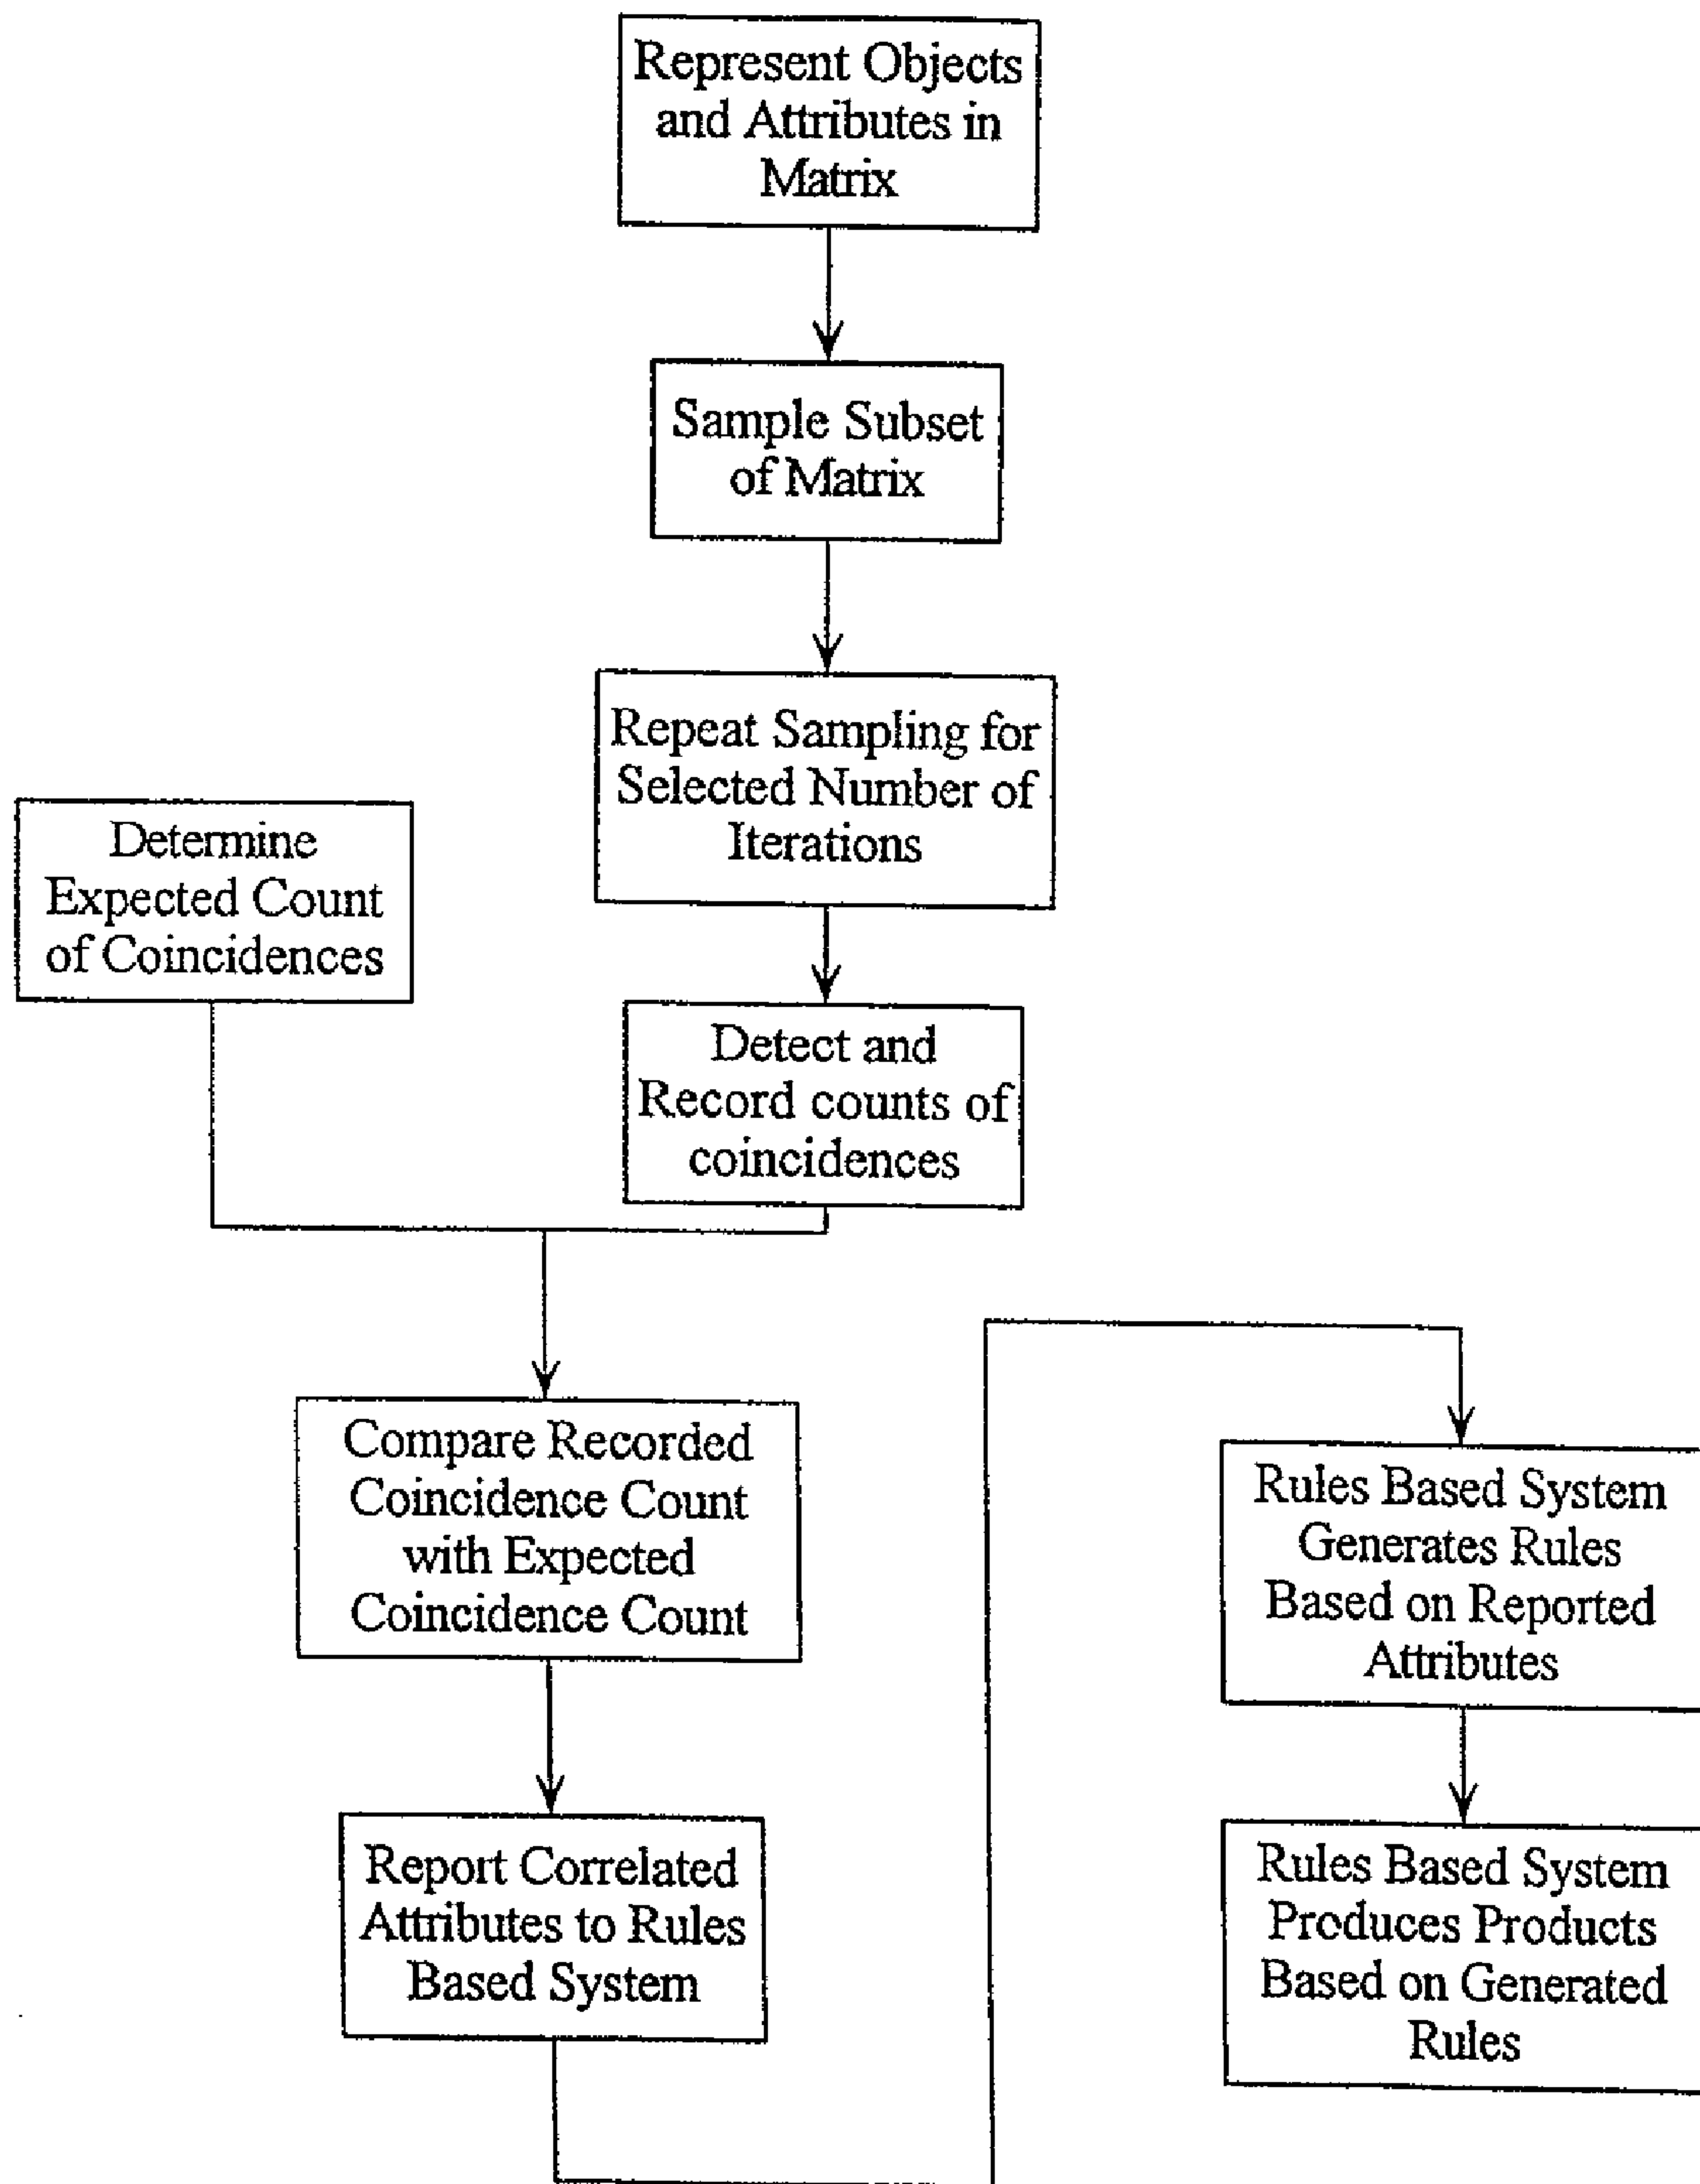 Represent Objects
and Attributes in
Matrix
Sample Subset
of Matrix
Repeat Sampling for
Selected Number of
Iterations
Determine
Expected Count
of Coincidences
Detect and
Record counts of
coincidences
Compare Recorded
Coincidence Count
with Expected
Coincidence Count
Report Correlated
Attributes to Rules
Based System
Rules Based System
Generates Rules
Based on Reported
Attributes
Rules Based System
Produces Products
Based on Generated
Rules